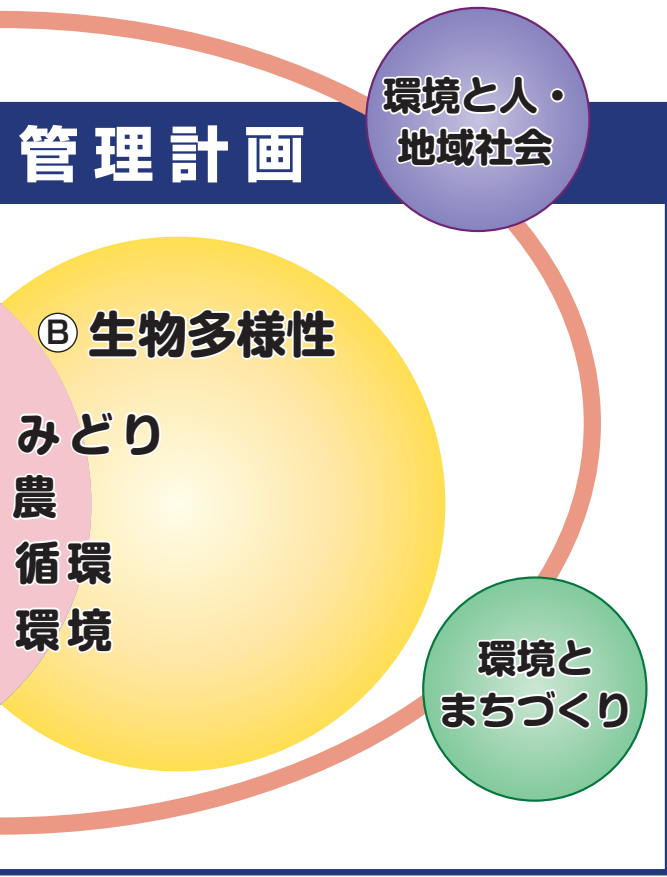 環境と人・
地域社会
管理計画
Ⓑ 生物多様性
みどり
農
循環
環境
環境と
まちづくり